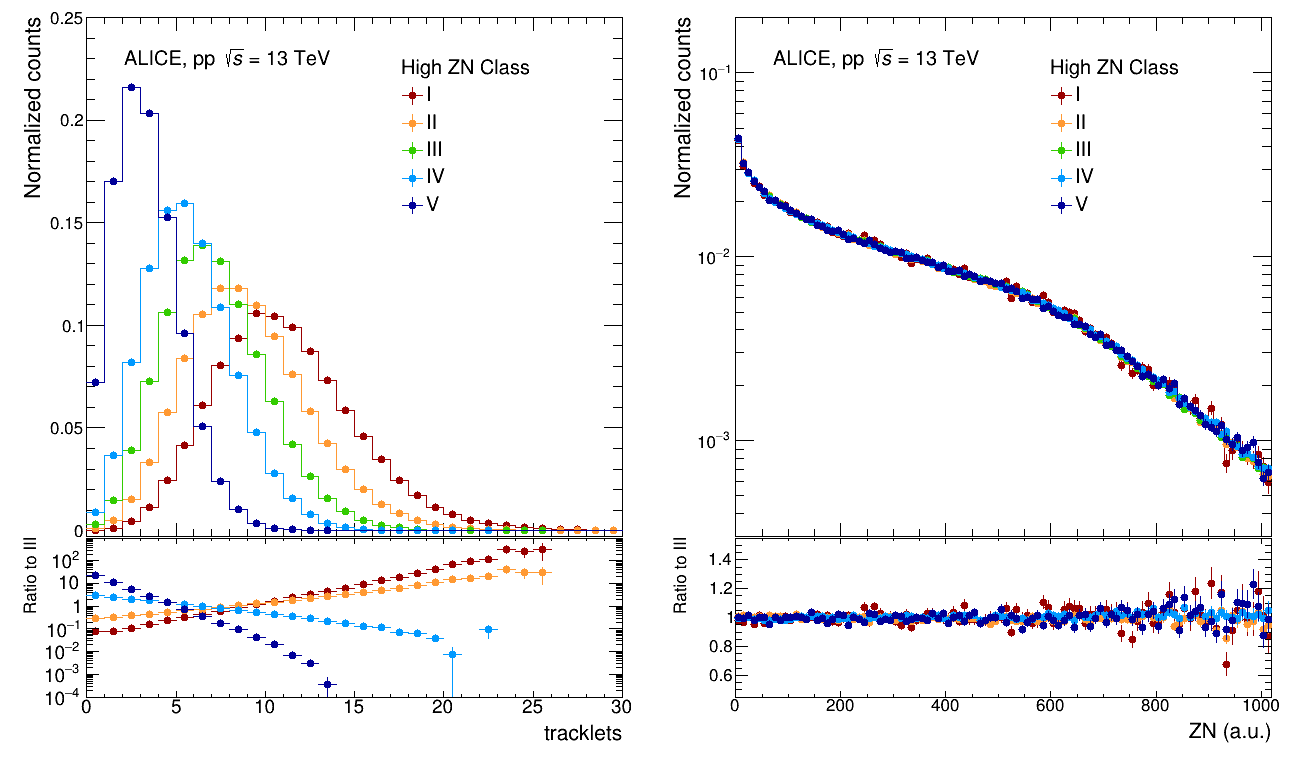 Normalized counts
0.25
0.2
0.15
0.1
0.05
0
ALICE, pp √s = 13 TeV
High ZN Class
I
II
III
IV
V
Ratio to III
10²
10
1
10⁻¹
10⁻²
10⁻³
10⁻⁴
0 5 10 15 20 25 30
tracklets
Normalized counts
10⁻¹
10⁻²
10⁻³
ALICE, pp √s = 13 TeV
High ZN Class
I
II
III
IV
V
Ratio to III
1.4
1.2
1
0.8
0.6
0 200 400 600 800 1000
ZN (a.u.)